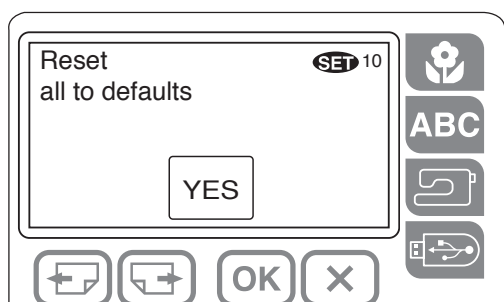 Reset SET 10
all to defaults
YES
ABC
OK